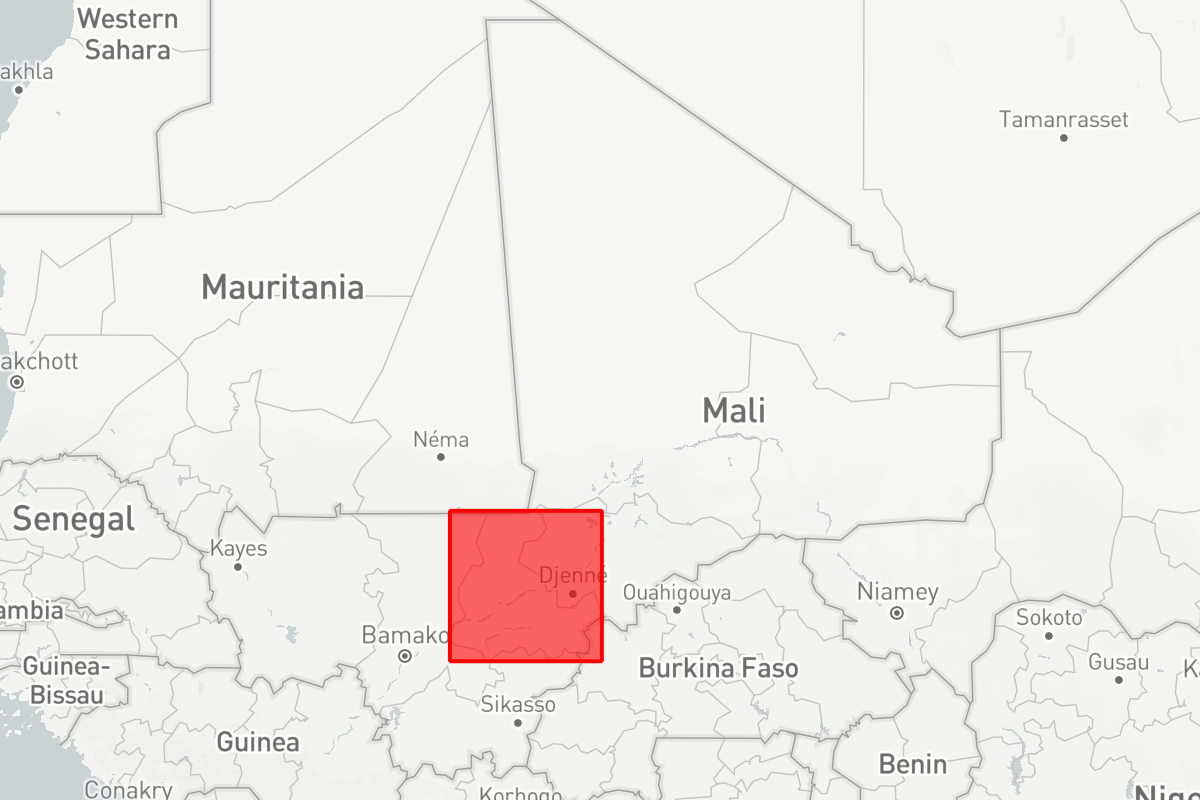 Western
Sahara
akhla
Tamanrasset
Mauritania
akchott
Mali
Néma
Senegal
Kayes
Djenné
Ouahigouya
Niamey
ambia
Sokoto
Bamako
Guinea-
Bissau
Burkina Faso
Gusau
K
Sikasso
Guinea
Benin
Conakry
Korhogo
Nige